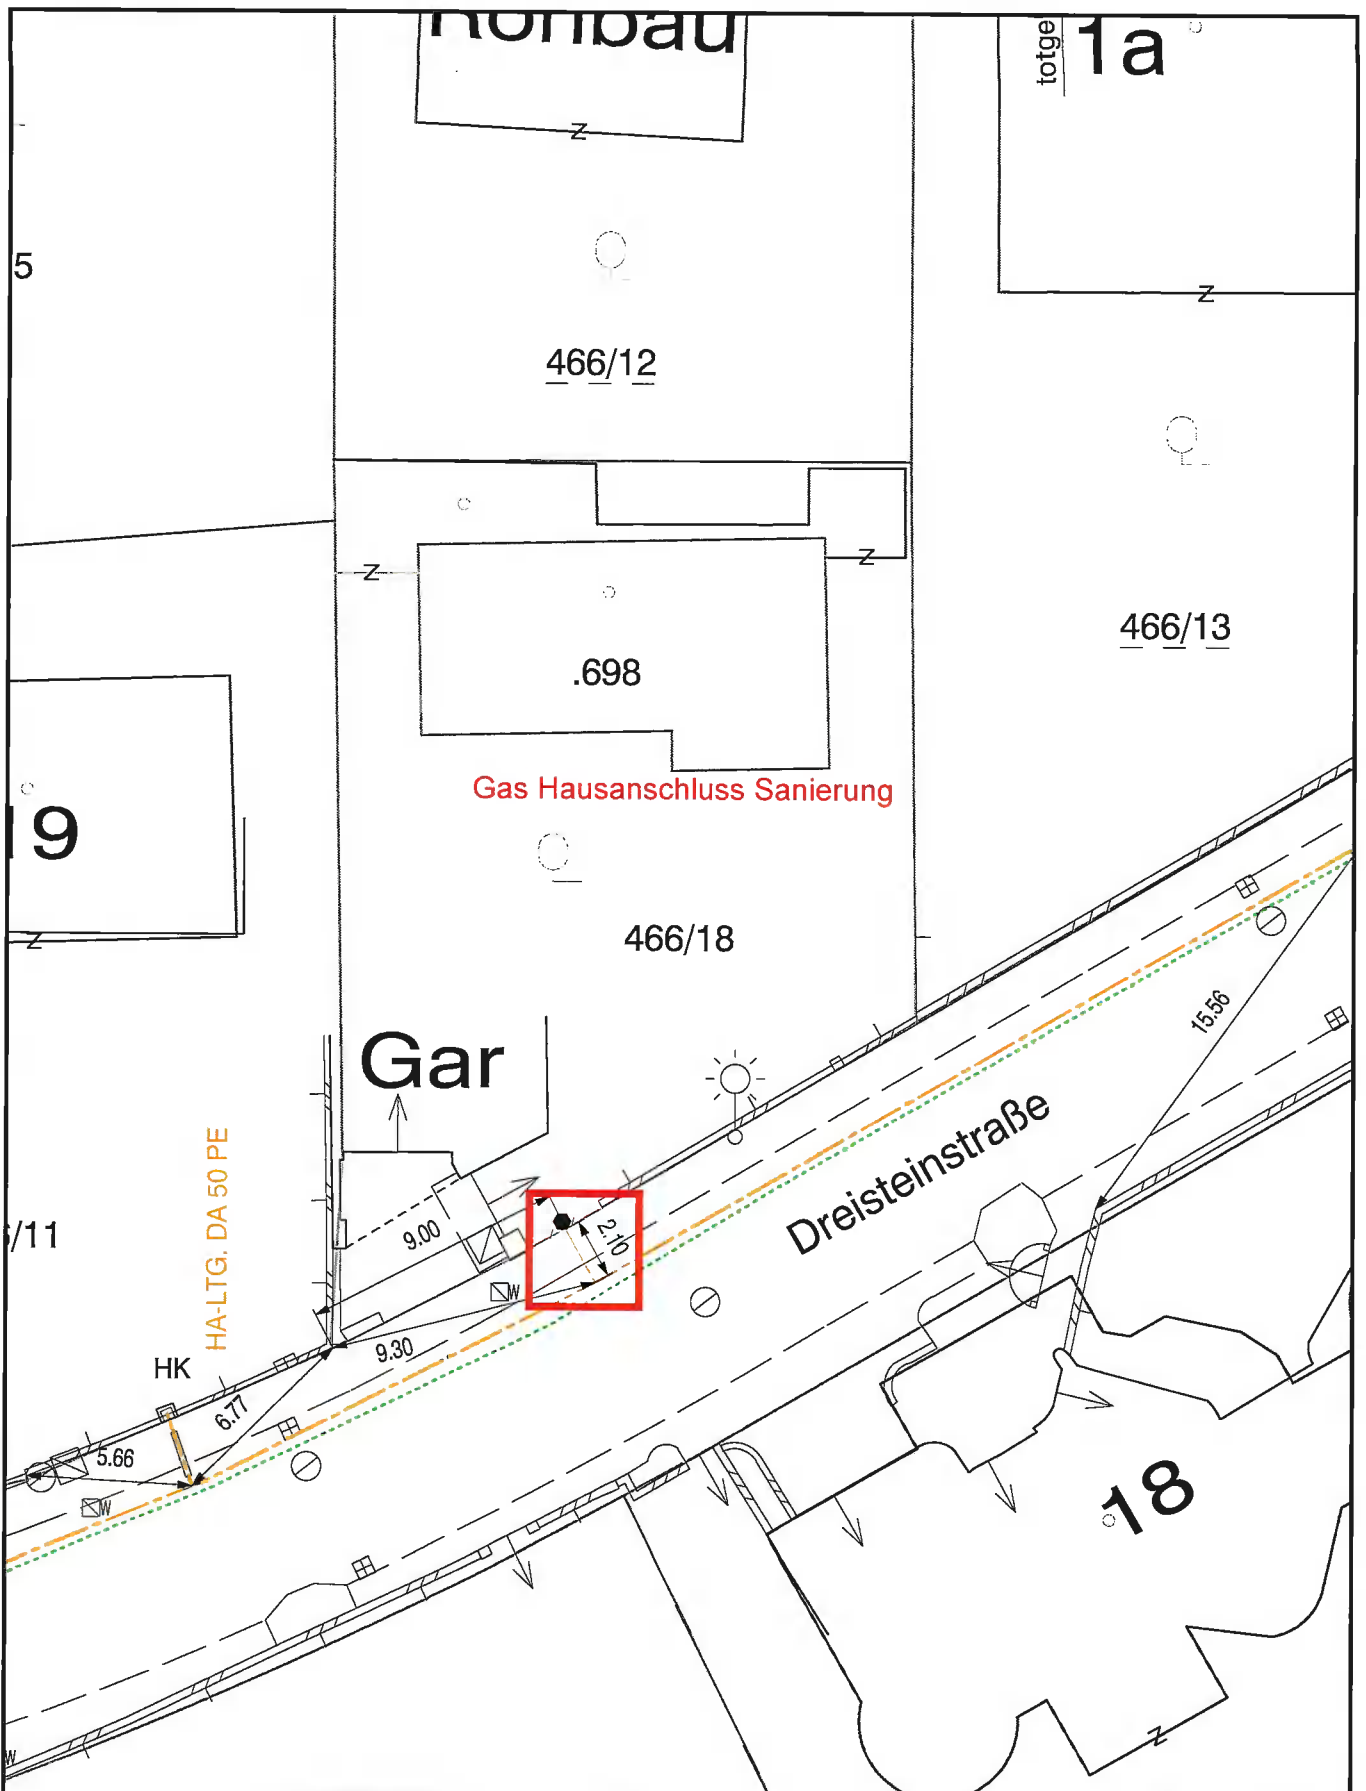 Rohbau
totge
1a
5
466/12
466/13
.698
Gas Hausanschluss Sanierung
19
466/18
15.56
Gar
Dreisteinstraße
HA-LTG. DA 50 PE
/11
9.00
2.10
W
9.30
HK
6.77
5.66
W
18
W